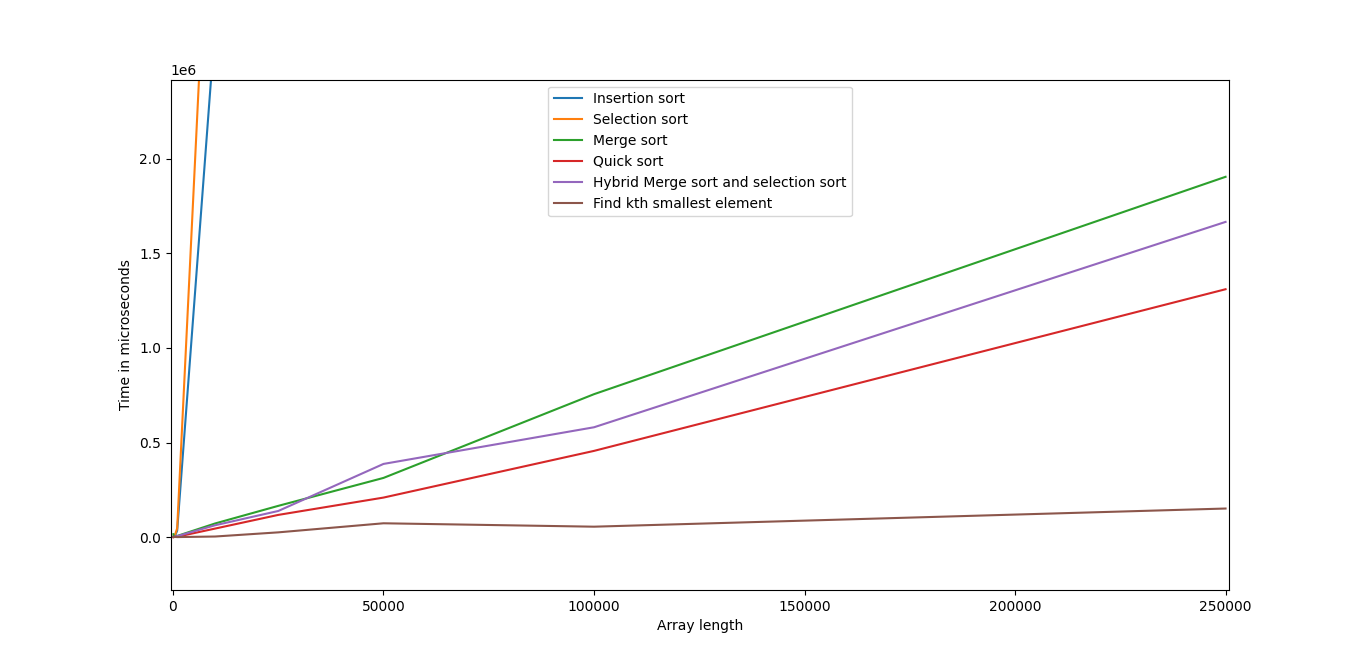 1e6
Insertion sort
Selection sort
Merge sort
Quick sort
Hybrid Merge sort and selection sort
Find kth smallest element
2.0
1.5
1.0
0.5
0.0
Time in microseconds
0 50000 100000 150000 200000 250000
Array length